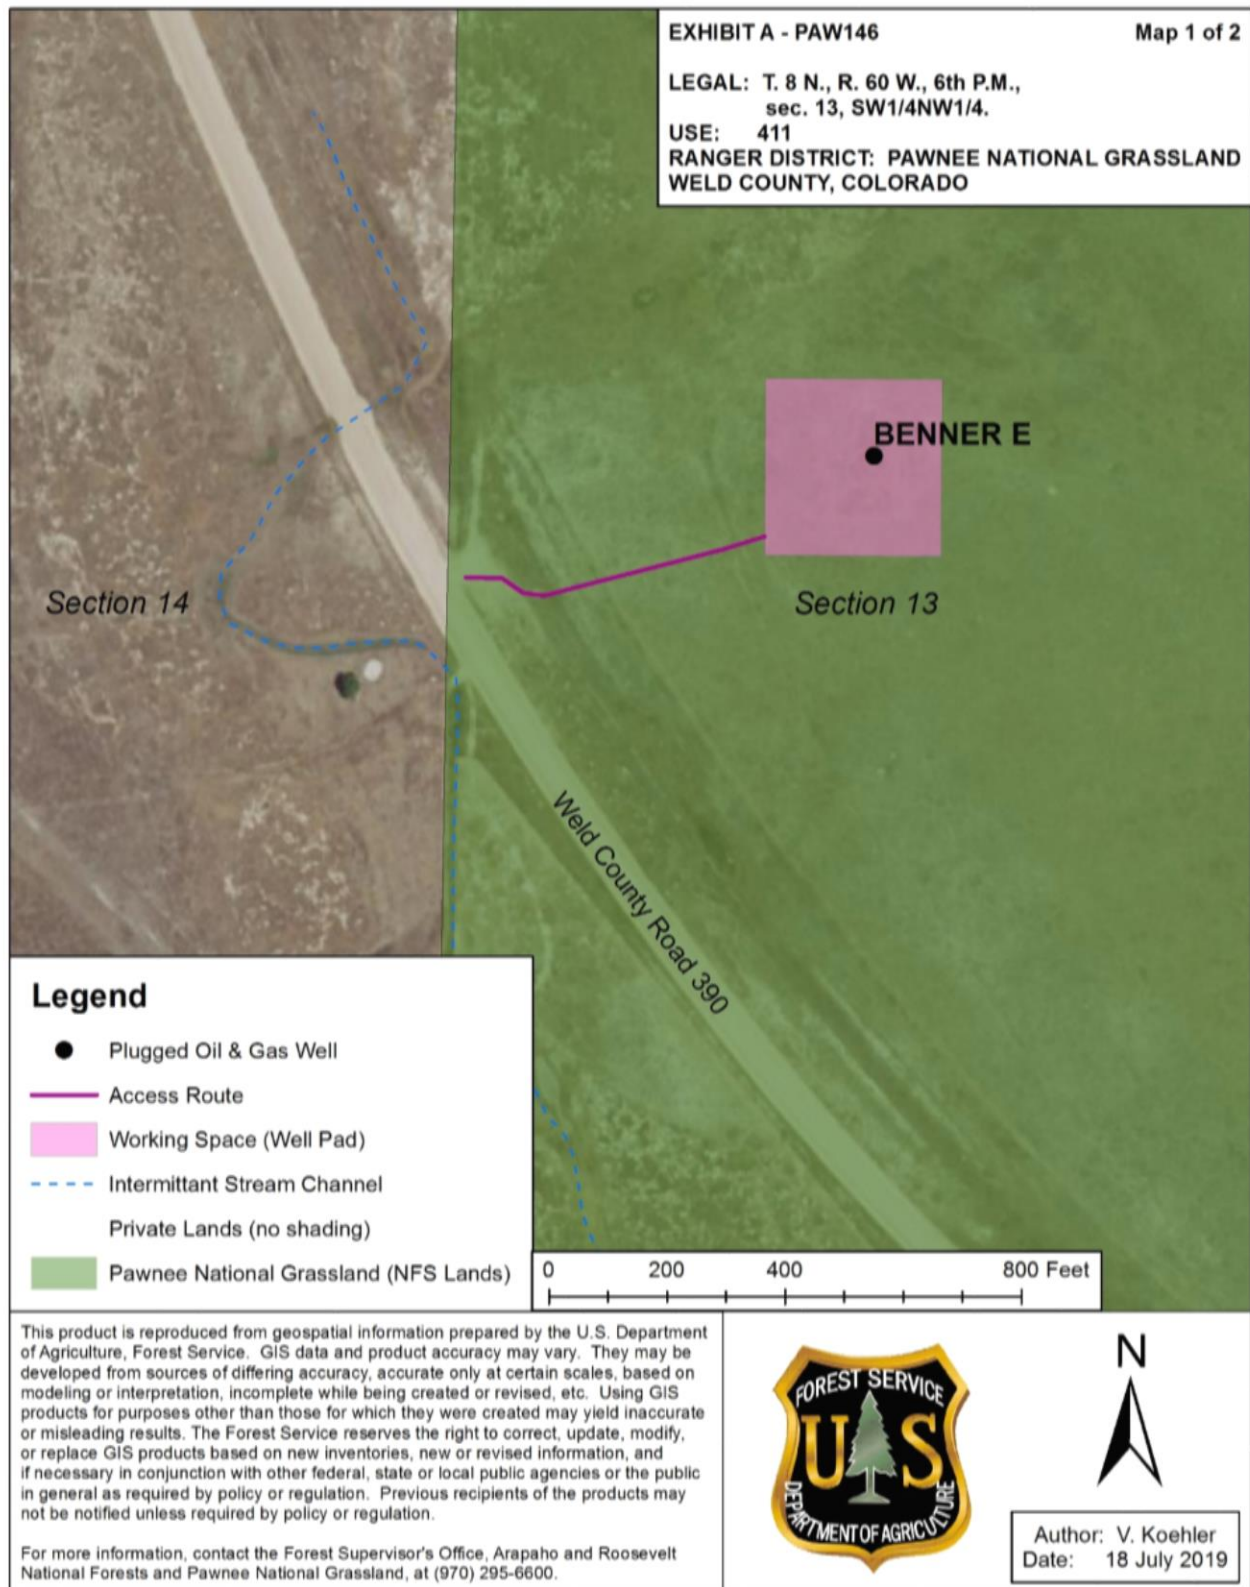 EXHIBIT A - PAW146 Map 1 of 2
LEGAL: T. 8 N., R. 60 W., 6th P.M.,
sec. 13, SW1/4NW1/4.
USE: 411
RANGER DISTRICT: PAWNEE NATIONAL GRASSLAND
WELD COUNTY, COLORADO
BENNER E
Section 14
Section 13
Weld County Road 390
Legend
Plugged Oil & Gas Well
Access Route
Working Space (Well Pad)
Intermittant Stream Channel
Private Lands (no shading)
Pawnee National Grassland (NFS Lands)
0 200 400 800 Feet
This product is reproduced from geospatial information prepared by the U.S. Department
of Agriculture, Forest Service. GIS data and product accuracy may vary. They may be
developed from sources of differing accuracy, accurate only at certain scales, based on
modeling or interpretation, incomplete while being created or revised, etc. Using GIS
products for purposes other than those for which they were created may yield inaccurate
or misleading results. The Forest Service reserves the right to correct, update, modify,
or replace GIS products based on new inventories, new or revised information, and
if necessary in conjunction with other federal, state or local public agencies or the public
in general as required by policy or regulation. Previous recipients of the products may
not be notified unless required by policy or regulation.
For more information, contact the Forest Supervisor's Office, Arapaho and Roosevelt
National Forests and Pawnee National Grassland, at (970) 295-6600.
FOREST SERVICE
U S
DEPARTMENT OF AGRICULTURE
N
Author: V. Koehler
Date: 18 July 2019